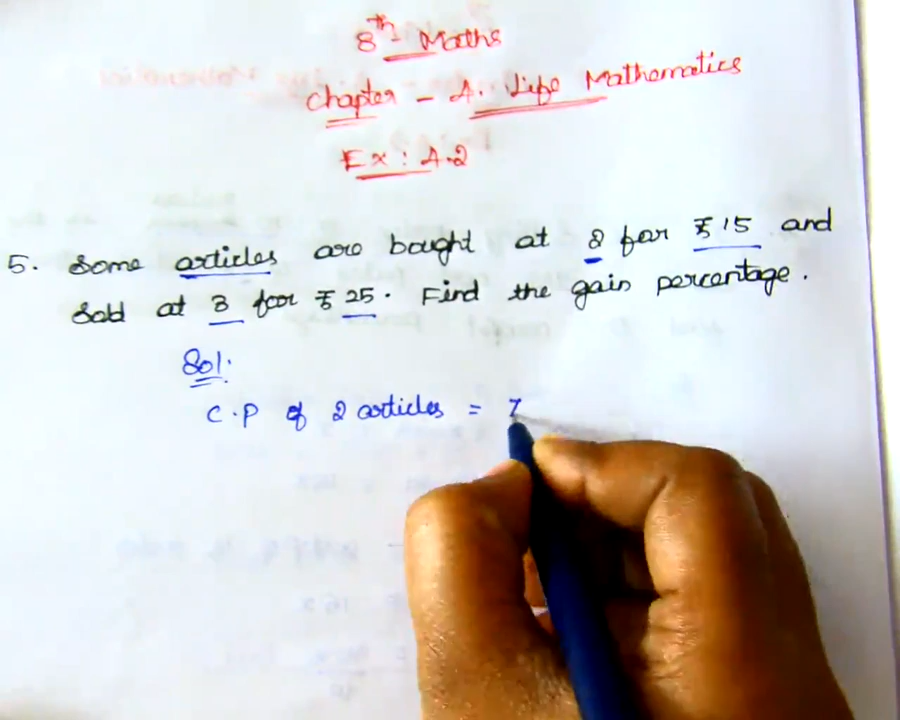 8th Maths
Chapter - 4. Life Mathematics
Ex: 4.2
5. Some articles are bought at 2 for ₹15 and
Sold at 3 for ₹25. Find the gain percentage.
Sol:
C.P of 2 articles =